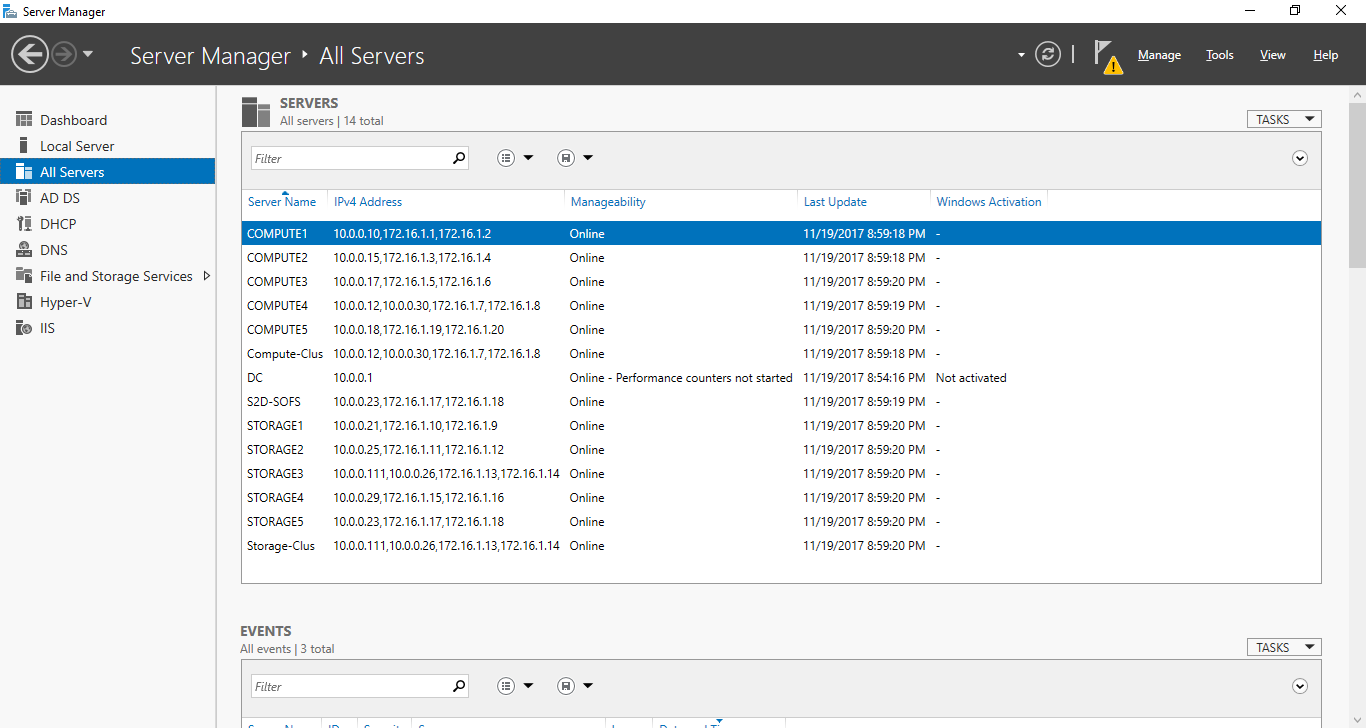 Server Manager
Server Manager ‣ All Servers
Manage Tools View Help
Dashboard
Local Server
All Servers
AD DS
DHCP
DNS
File and Storage Services
Hyper-V
IIS
SERVERS
All servers | 14 total
TASKS
Filter
Server Name IPv4 Address Manageability Last Update Windows Activation
COMPUTE1 10.0.0.10,172.16.1.1,172.16.1.2 Online 11/19/2017 8:59:18 PM -
COMPUTE2 10.0.0.15,172.16.1.3,172.16.1.4 Online 11/19/2017 8:59:18 PM -
COMPUTE3 10.0.0.17,172.16.1.5,172.16.1.6 Online 11/19/2017 8:59:20 PM -
COMPUTE4 10.0.0.12,10.0.0.30,172.16.1.7,172.16.1.8 Online 11/19/2017 8:59:19 PM -
COMPUTE5 10.0.0.18,172.16.1.19,172.16.1.20 Online 11/19/2017 8:59:20 PM -
Compute-Clus 10.0.0.12,10.0.0.30,172.16.1.7,172.16.1.8 Online 11/19/2017 8:59:18 PM -
DC 10.0.0.1 Online - Performance counters not started 11/19/2017 8:54:16 PM Not activated
S2D-SOFS 10.0.0.23,172.16.1.17,172.16.1.18 Online 11/19/2017 8:59:19 PM -
STORAGE1 10.0.0.21,172.16.1.10,172.16.1.9 Online 11/19/2017 8:59:20 PM -
STORAGE2 10.0.0.25,172.16.1.11,172.16.1.12 Online 11/19/2017 8:59:20 PM -
STORAGE3 10.0.0.111,10.0.0.26,172.16.1.13,172.16.1.14 Online 11/19/2017 8:59:20 PM -
STORAGE4 10.0.0.29,172.16.1.15,172.16.1.16 Online 11/19/2017 8:59:20 PM -
STORAGE5 10.0.0.23,172.16.1.17,172.16.1.18 Online 11/19/2017 8:59:20 PM -
Storage-Clus 10.0.0.111,10.0.0.26,172.16.1.13,172.16.1.14 Online 11/19/2017 8:59:20 PM -
EVENTS
All events | 3 total
TASKS
Filter